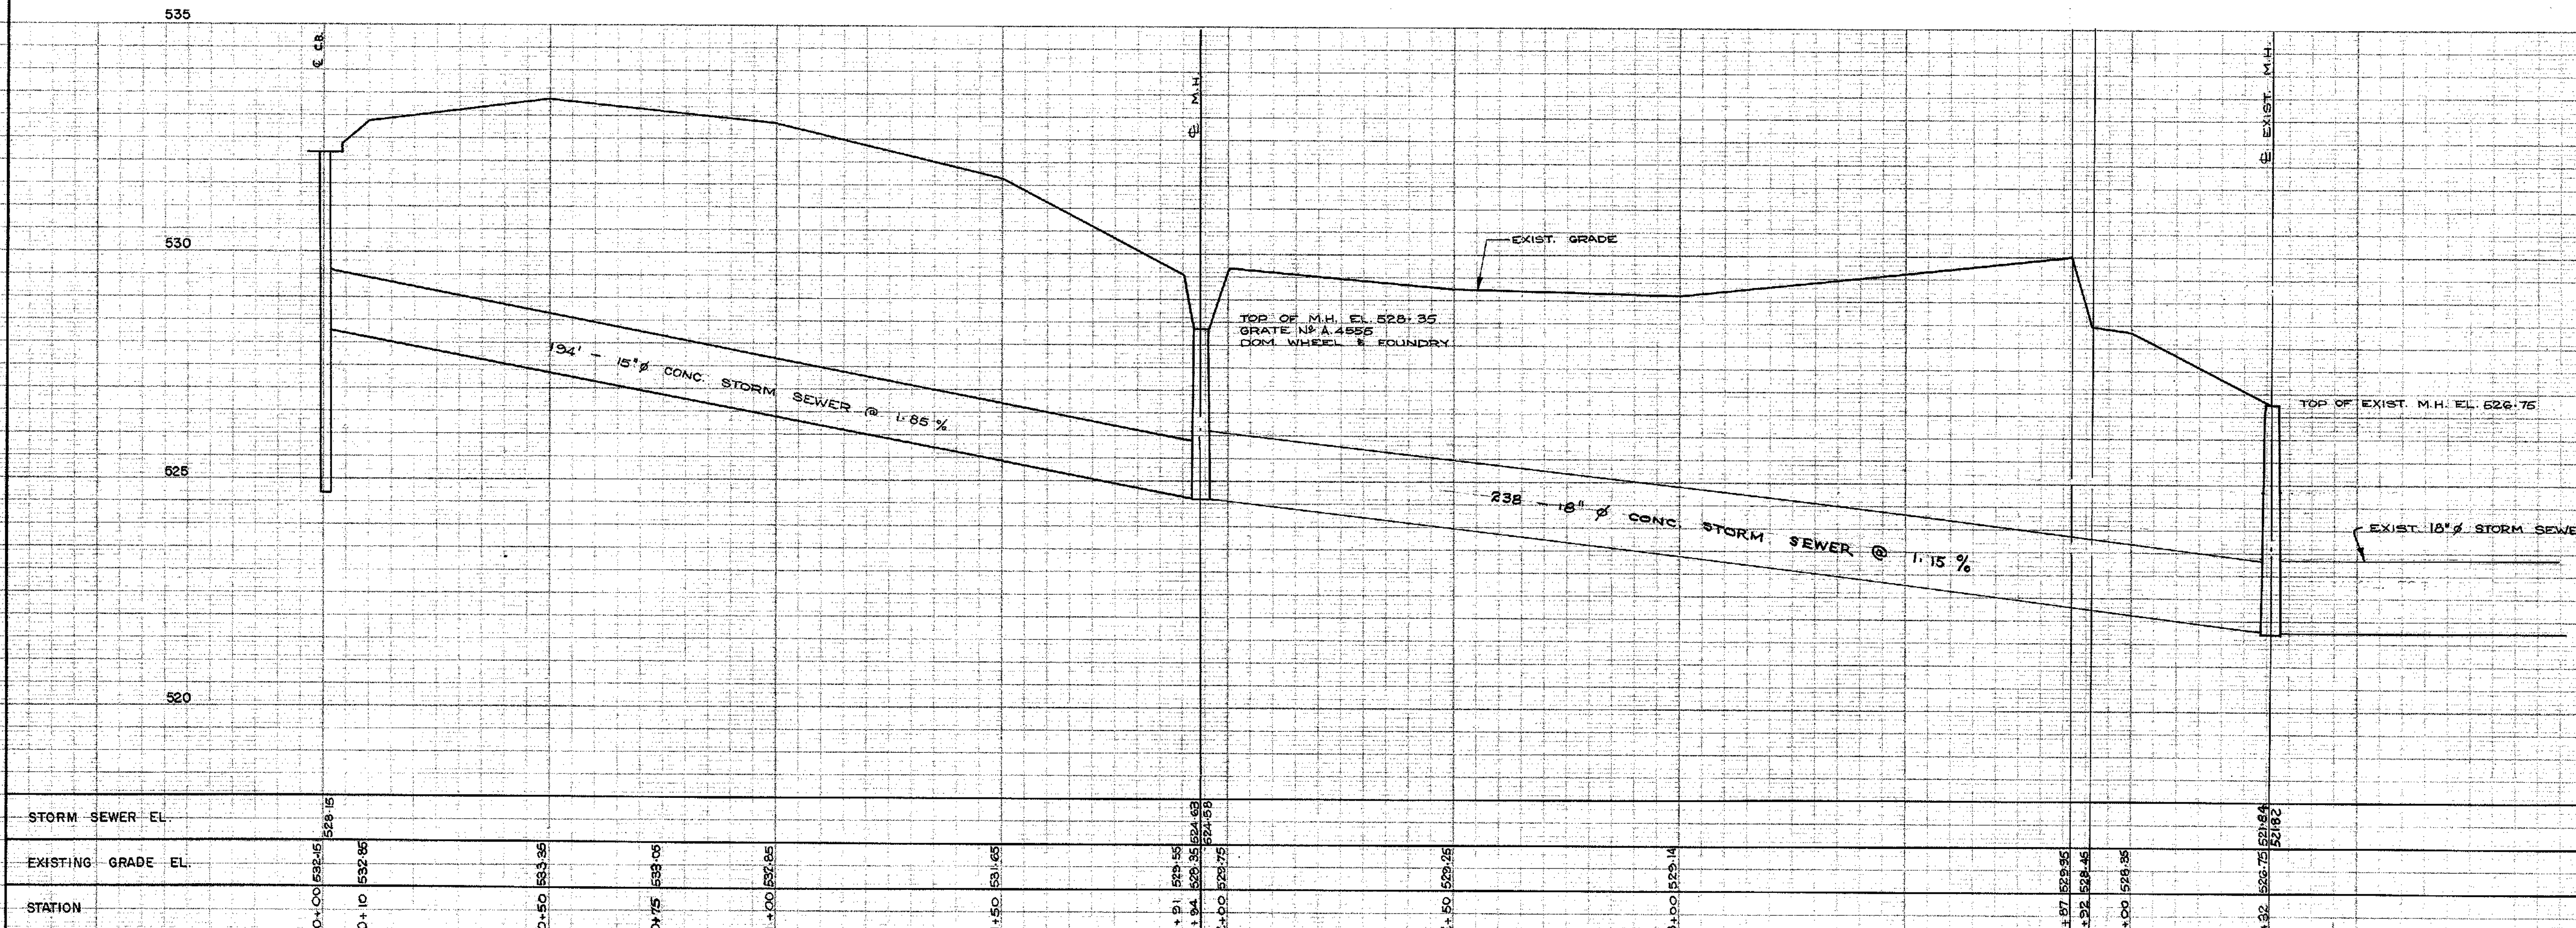 535
℄ C.B.
℄ M.H
℄ EXIST. M.H.
530
EXIST. GRADE
TOP OF M.H. EL. 528·35
GRATE Nº A.4555
DOM. WHEEL & FOUNDRY
194' - 15"ø CONC. STORM SEWER @ 1·85 %
TOP OF EXIST. M.H. EL. 526·75
525
238 - 18" ø CONC. STORM SEWER @ 1·15 %
EXIST. 18"ø STORM SEWE
520
STORM SEWER EL. 528·15 524·63 524·58 521·84 521·82
EXISTING GRADE EL. 532·15 532·85 533·35 533·05 532·85 531·65 529·55 528·35 529·75 529·25 529·14 529·95 528·45 528·35 526·75
STATION 0+00 0+10 0+50 0+75 +00 +50 +91 +94 +00 +50 +00 +87 +92 +00 +32